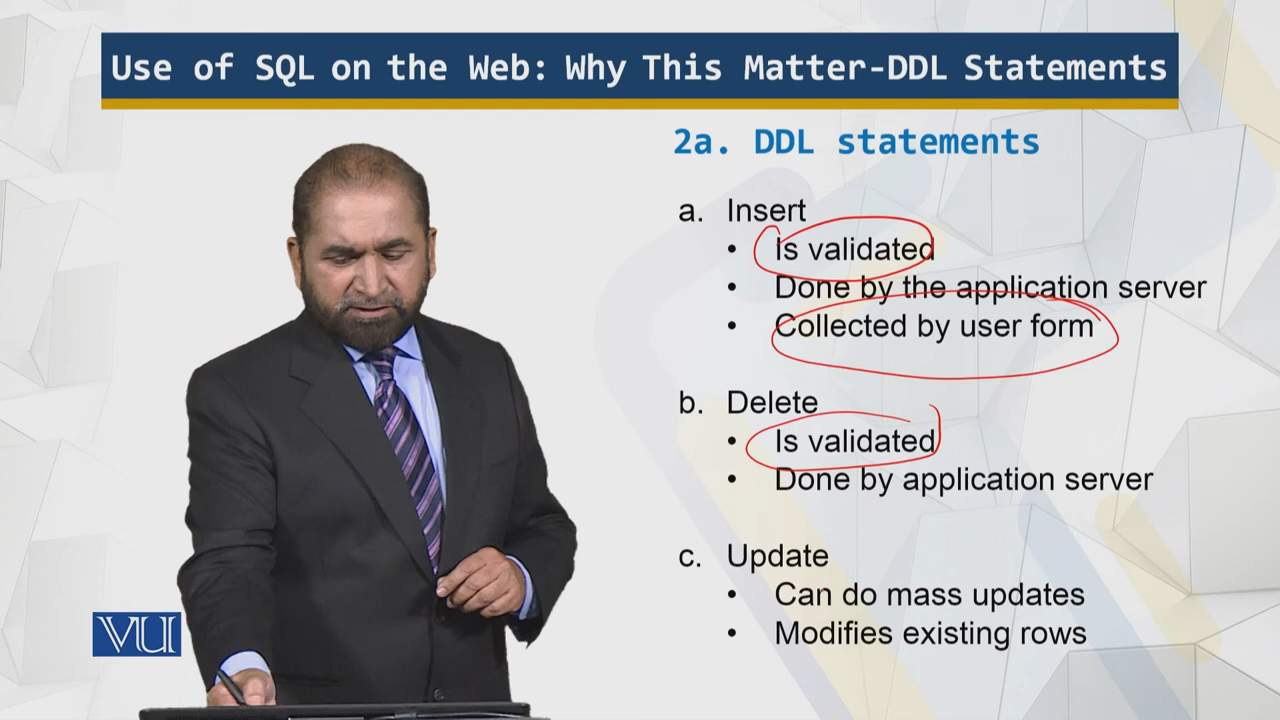 Use of SQL on the Web: Why This Matter-DDL Statements
2a. DDL statements
a. Insert
• Is validated
• Done by the application server
• Collected by user form
b. Delete
• Is validated
• Done by application server
c. Update
• Can do mass updates
• Modifies existing rows
VU